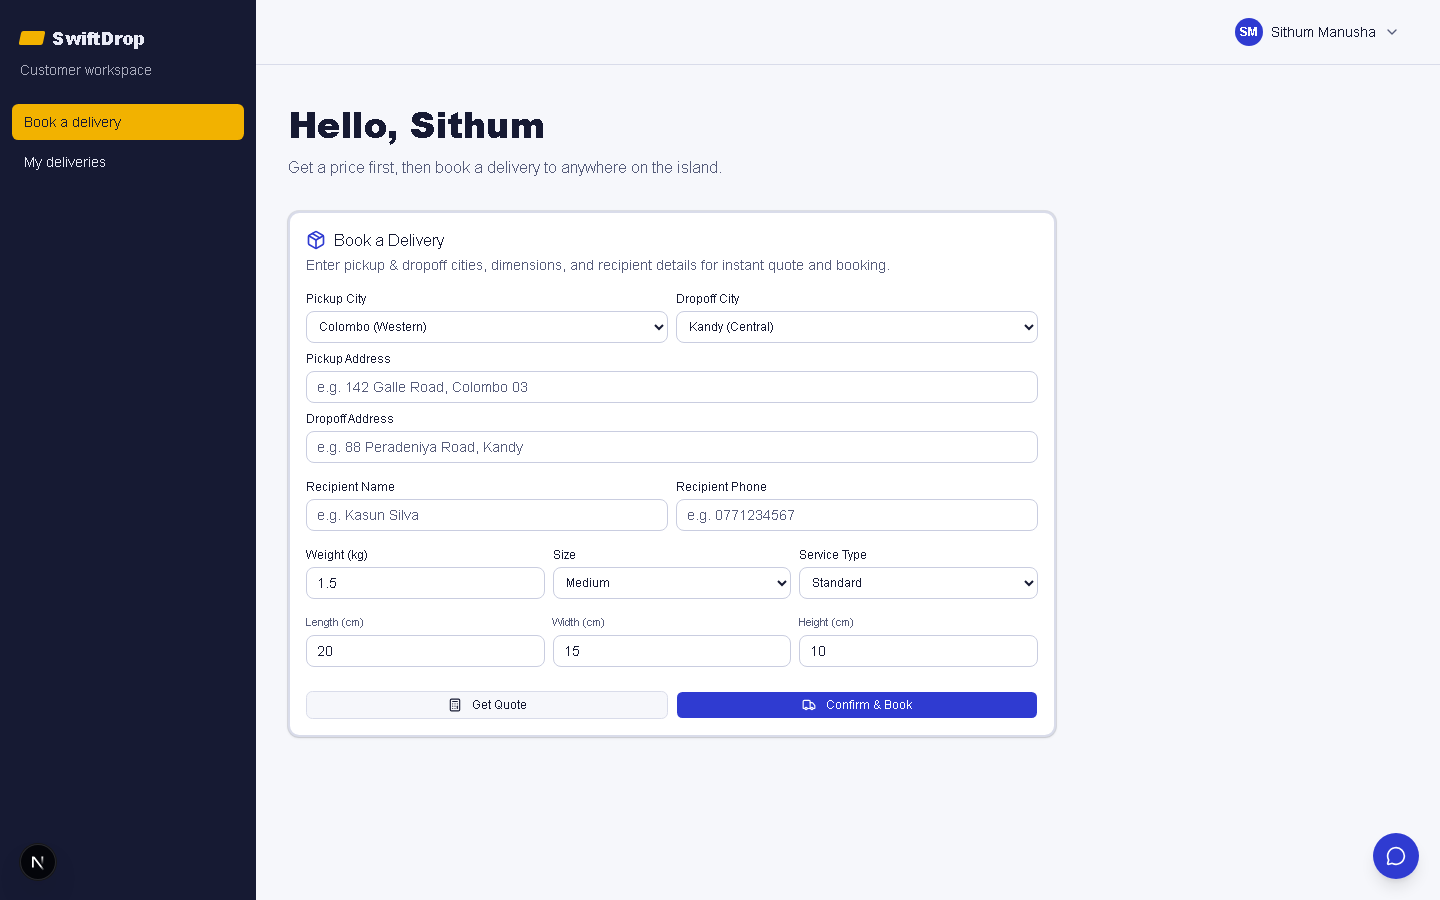 SwiftDrop
Customer workspace
Book a delivery
My deliveries
SM Sithum Manusha
Hello, Sithum
Get a price first, then book a delivery to anywhere on the island.
Book a Delivery
Enter pickup & dropoff cities, dimensions, and recipient details for instant quote and booking.
Pickup City Dropoff City
Colombo (Western) Kandy (Central)
Pickup Address
e.g. 142 Galle Road, Colombo 03
Dropoff Address
e.g. 88 Peradeniya Road, Kandy
Recipient Name Recipient Phone
e.g. Kasun Silva e.g. 0771234567
Weight (kg) Size Service Type
1.5 Medium Standard
Length (cm) Width (cm) Height (cm)
20 15 10
Get Quote Confirm & Book
N